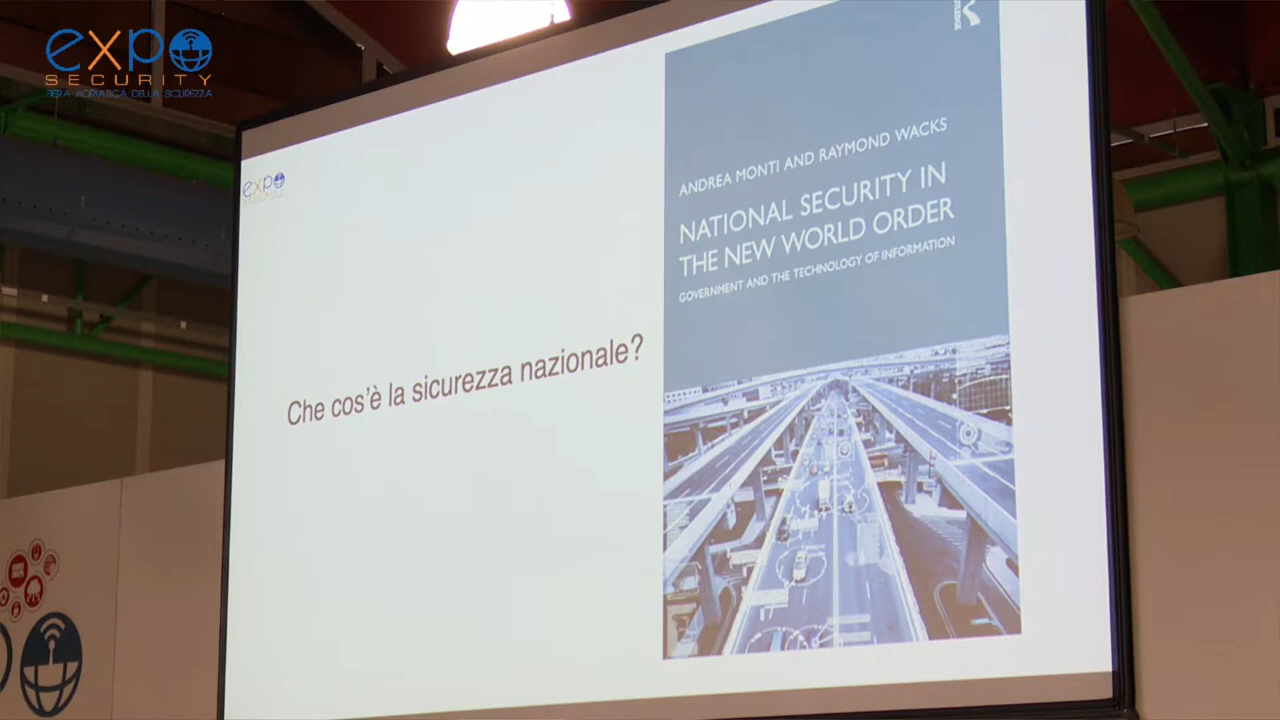 expo
SECURITY
FIERA ADRIATICA DELLA SICUREZZA
expo
Che cos’è la sicurezza nazionale?
ANDREA MONTI AND RAYMOND WACKS
NATIONAL SECURITY IN
THE NEW WORLD ORDER
GOVERNMENT AND THE TECHNOLOGY OF INFORMATION